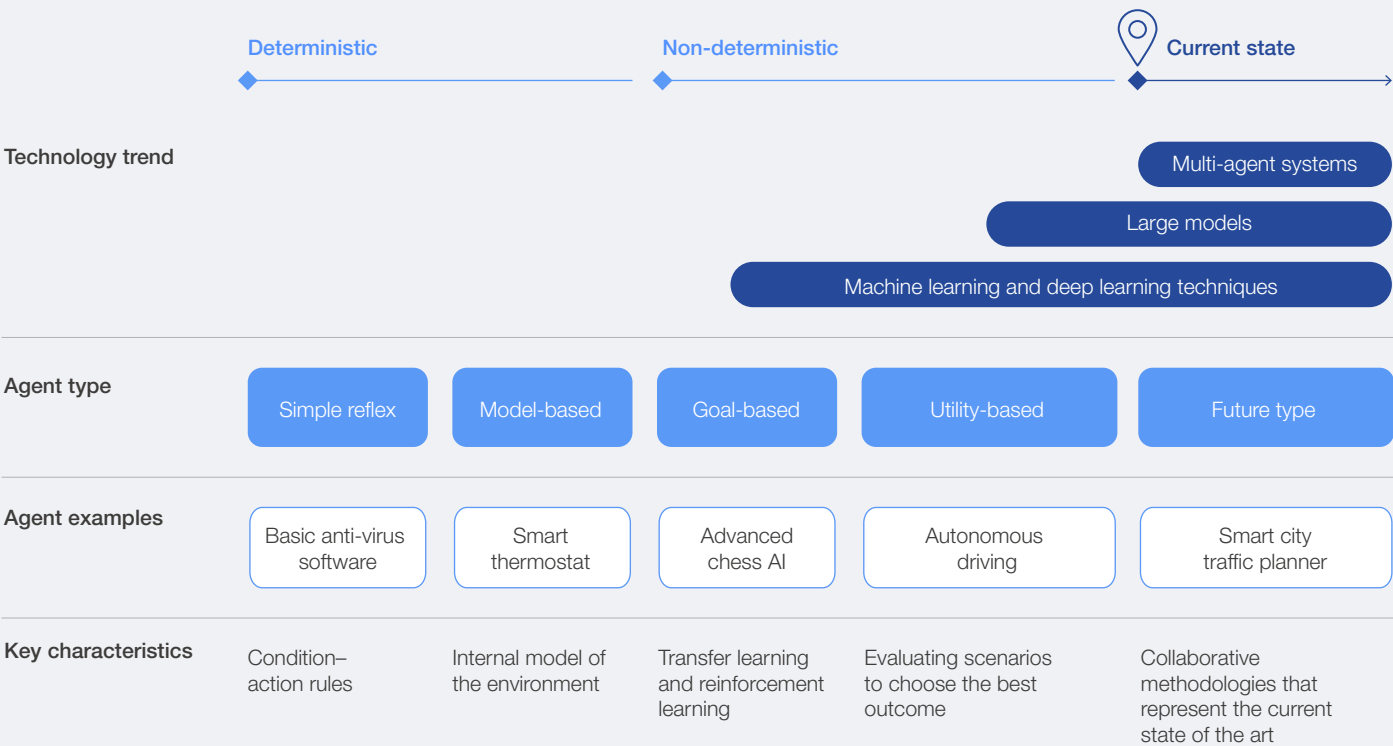 Deterministic
Non-deterministic
Current state
Technology trend
Multi-agent systems
Large models
Machine learning and deep learning techniques
Agent type
Simple reflex
Model-based
Goal-based
Utility-based
Future type
Agent examples
Basic anti-virus
software
Smart
thermostat
Advanced
chess AI
Autonomous
driving
Smart city
traffic planner
Key characteristics
Condition–
action rules
Internal model of
the environment
Transfer learning
and reinforcement
learning
Evaluating scenarios
to choose the best
outcome
Collaborative
methodologies that
represent the current
state of the art